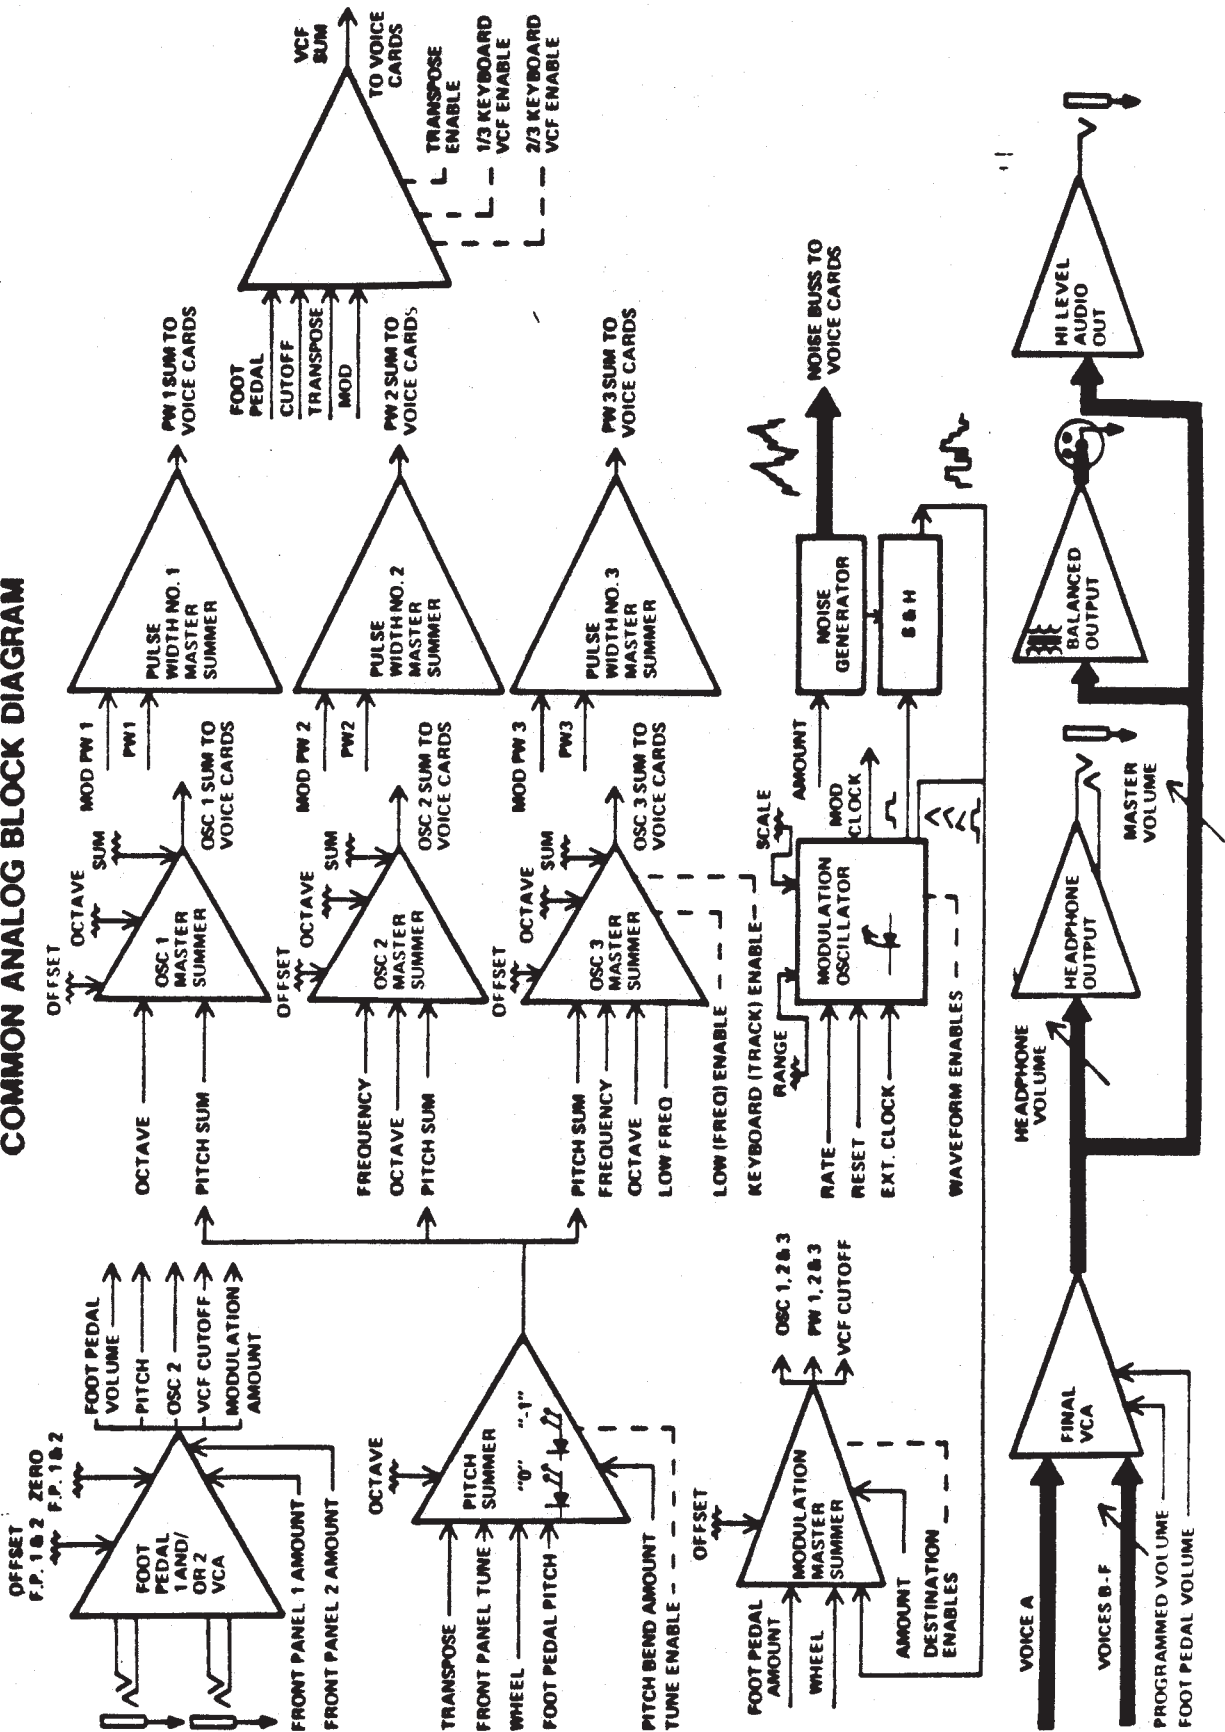 COMMON ANALOG BLOCK DIAGRAM
OFFSET
F.P. 1 & 2
ZERO
F.P. 1 & 2
FOOT
PEDAL
1 AND/
OR 2
VCA
FRONT PANEL 1 AMOUNT
FRONT PANEL 2 AMOUNT
FOOT PEDAL
VOLUME
PITCH
OSC 2
VCF CUTOFF
MODULATION
AMOUNT
OFFSET
OCTAVE
SUM
OCTAVE
PITCH SUM
OSC 1
MASTER
SUMMER
OSC 1 SUM TO
VOICE CARDS
MOD PW 1
PW1
PULSE
WIDTH NO. 1
MASTER
SUMMER
PW 1 SUM TO
VOICE CARDS
FOOT
PEDAL
CUTOFF
TRANSPOSE
MOD
VCF
SUM
TO VOICE
CARDS
TRANSPOSE
ENABLE
1/3 KEYBOARD
VCF ENABLE
2/3 KEYBOARD
VCF ENABLE
OFFSET
OCTAVE
SUM
FREQUENCY
OCTAVE
PITCH SUM
OSC 2
MASTER
SUMMER
OSC 2 SUM TO
VOICE CARDS
MOD PW 2
PW2
PULSE
WIDTH NO. 2
MASTER
SUMMER
PW 2 SUM TO
VOICE CARDS
OCTAVE
PITCH
SUMMER
"0"
"-1"
TRANSPOSE
FRONT PANEL TUNE
WHEEL
FOOT PEDAL PITCH
PITCH BEND AMOUNT
TUNE ENABLE
OFFSET
OCTAVE
SUM
PITCH SUM
FREQUENCY
OCTAVE
LOW FREQ
OSC 3
MASTER
SUMMER
OSC 3 SUM TO
VOICE CARDS
LOW (FREQ) ENABLE
KEYBOARD (TRACK) ENABLE
MOD PW 3
PW3
PULSE
WIDTH NO. 3
MASTER
SUMMER
PW 3 SUM TO
VOICE CARDS
OFFSET
FOOT PEDAL
AMOUNT
WHEEL
MODULATION
MASTER
SUMMER
AMOUNT
DESTINATION
ENABLES
OSC 1, 2 & 3
PW 1, 2 & 3
VCF CUTOFF
RANGE
SCALE
RATE
RESET
EXT. CLOCK
MODULATION
OSCILLATOR
WAVEFORM ENABLES
MOD
CLOCK
AMOUNT
NOISE
GENERATOR
S & H
NOISE BUSS TO
VOICE CARDS
VOICE A
VOICES B-F
FINAL
VCA
PROGRAMMED VOLUME
FOOT PEDAL VOLUME
HEADPHONE
VOLUME
HEADPHONE
OUTPUT
MASTER
VOLUME
BALANCED
OUTPUT
HI LEVEL
AUDIO
OUT